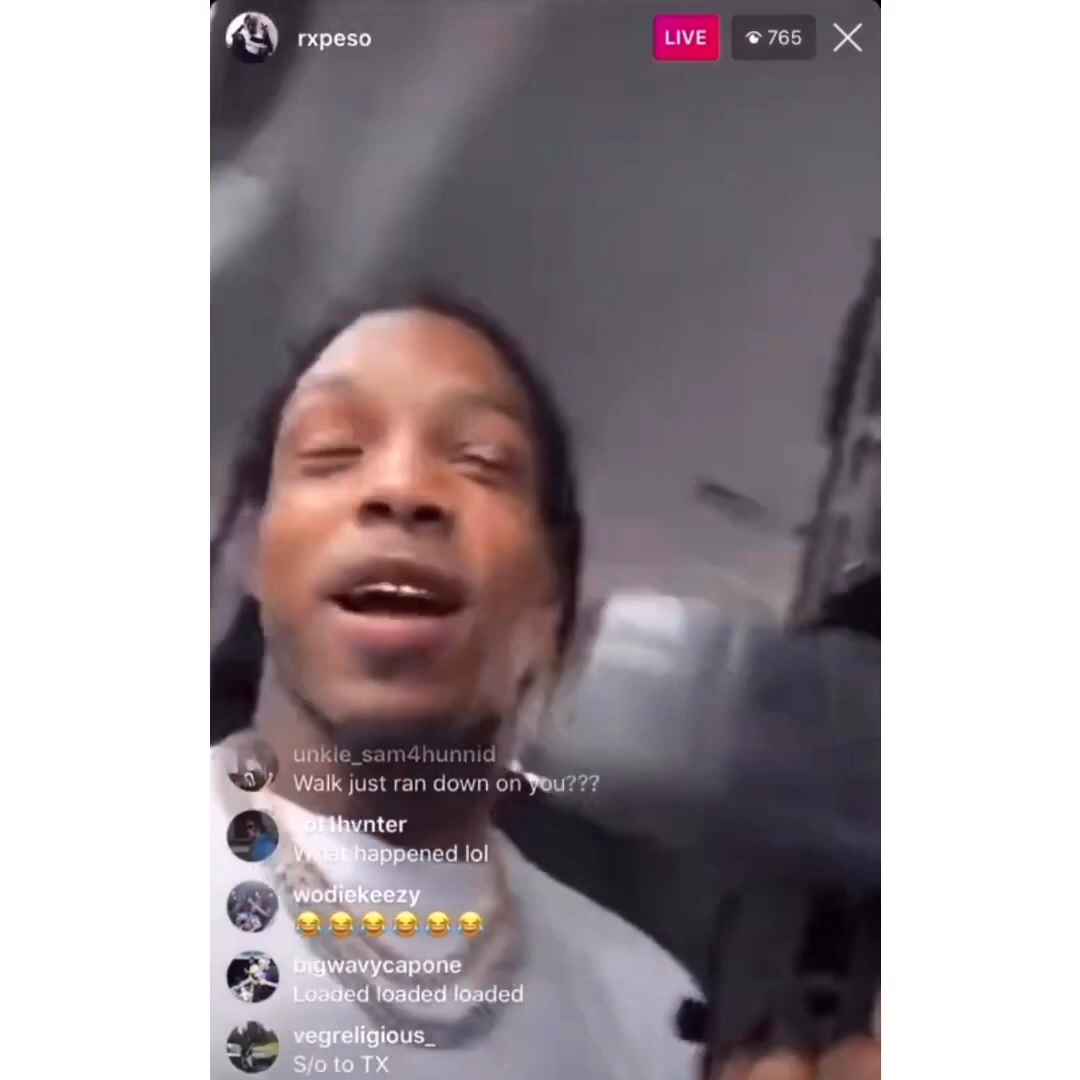 rxpeso
LIVE
765
unkle_sam4hunnid
Walk just ran down on you???
What happened lol
wodiekeezy
😂😂😂😂😂😂
bigwavycapone
Loaded loaded loaded
vegreligious_
S/o to TX